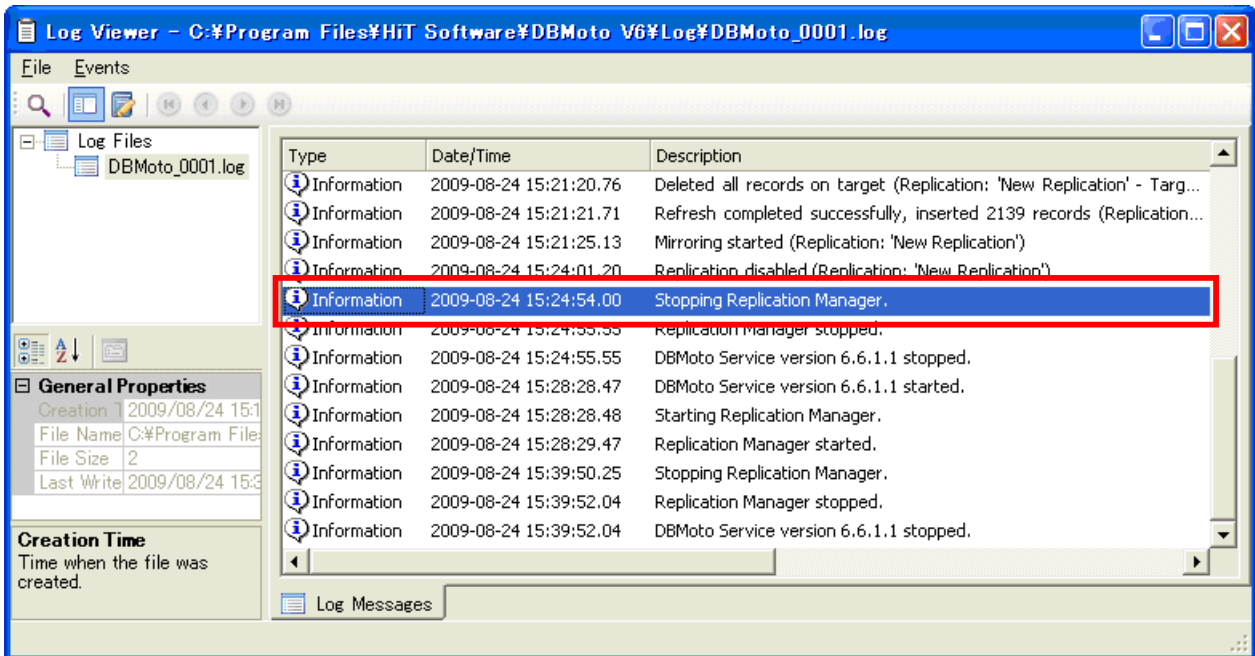 Log Viewer - C:¥Program Files¥HiT Software¥DBMoto V6¥Log¥DBMoto_0001.log
File Events
Log Files
DBMoto_0001.log
Type Date/Time Description
Information 2009-08-24 15:21:20.76 Deleted all records on target (Replication: 'New Replication' - Targ...
Information 2009-08-24 15:21:21.71 Refresh completed successfully, inserted 2139 records (Replication...
Information 2009-08-24 15:21:25.13 Mirroring started (Replication: 'New Replication')
Information 2009-08-24 15:24:01.20 Replication disabled (Replication: 'New Replication')
Information 2009-08-24 15:24:54.00 Stopping Replication Manager.
Information 2009-08-24 15:24:55.55 Replication Manager stopped.
Information 2009-08-24 15:24:55.55 DBMoto Service version 6.6.1.1 stopped.
Information 2009-08-24 15:28:28.47 DBMoto Service version 6.6.1.1 started.
Information 2009-08-24 15:28:28.48 Starting Replication Manager.
Information 2009-08-24 15:28:29.47 Replication Manager started.
Information 2009-08-24 15:39:50.25 Stopping Replication Manager.
Information 2009-08-24 15:39:52.04 Replication Manager stopped.
Information 2009-08-24 15:39:52.04 DBMoto Service version 6.6.1.1 stopped.
General Properties
Creation 2009/08/24 15:1
File Name C:¥Program File
File Size 2
Last Write 2009/08/24 15:3
Creation Time
Time when the file was
created.
Log Messages